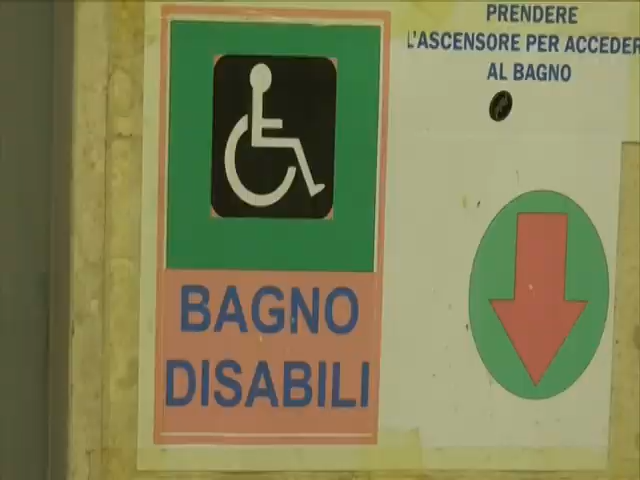 PRENDERE
L'ASCENSORE PER ACCEDER
AL BAGNO
BAGNO
DISABILI